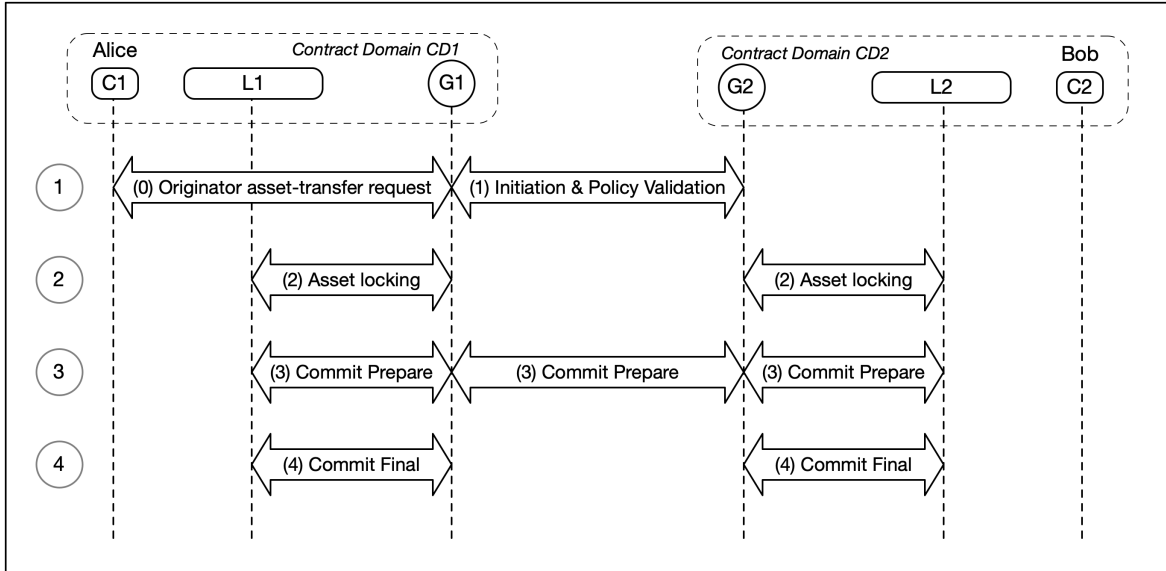 Alice
Contract Domain CD1
C1
L1
G1
Contract Domain CD2
Bob
G2
L2
C2
1
(0) Originator asset-transfer request
(1) Initiation & Policy Validation
2
(2) Asset locking
(2) Asset locking
3
(3) Commit Prepare
(3) Commit Prepare
(3) Commit Prepare
4
(4) Commit Final
(4) Commit Final